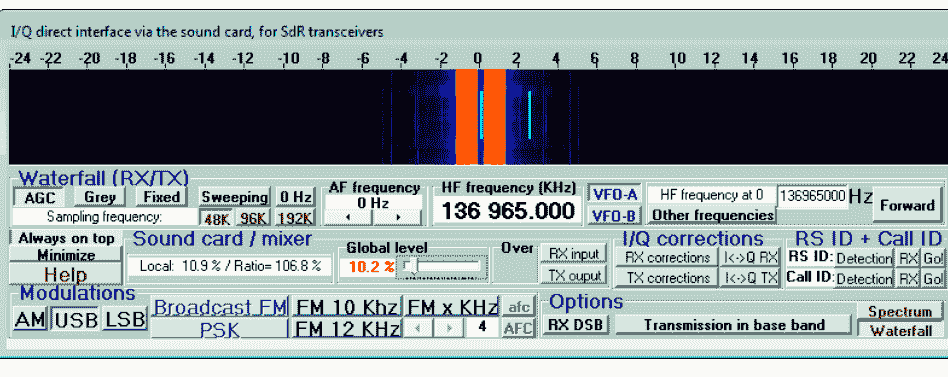 I/Q direct interface via the sound card, for SdR transceivers
-24 -22 -20 -18 -16 -14 -12 -10 -8 -6 -4 -2 0 2 4 6 8 10 12 14 16 18 20 22 24
Waterfall (RX/TX)
AGC Grey Fixed Sweeping 0 Hz
Sampling frequency: 48K 96K 192K
AF frequency
0 Hz
HF frequency (KHz)
136 965.000
VFO-A
VFO-B
HF frequency at 0 136965000 Hz
Other frequencies
Forward
Always on top
Minimize
Help
Sound card / mixer
Local: 10.9 % / Ratio= 106.8 %
Global level
10.2 %
Over
RX input
TX ouput
I/Q corrections
RX corrections I<->Q RX
TX corrections I<->Q TX
RS ID + Call ID
RS ID: Detection RX Go!
Call ID: Detection RX Go!
Modulations
AM USB LSB
Broadcast FM FM 10 Khz FM x KHz afc
PSK FM 12 KHz 4 AFC
Options
RX DSB Transmission in base band
Spectrum
Waterfall